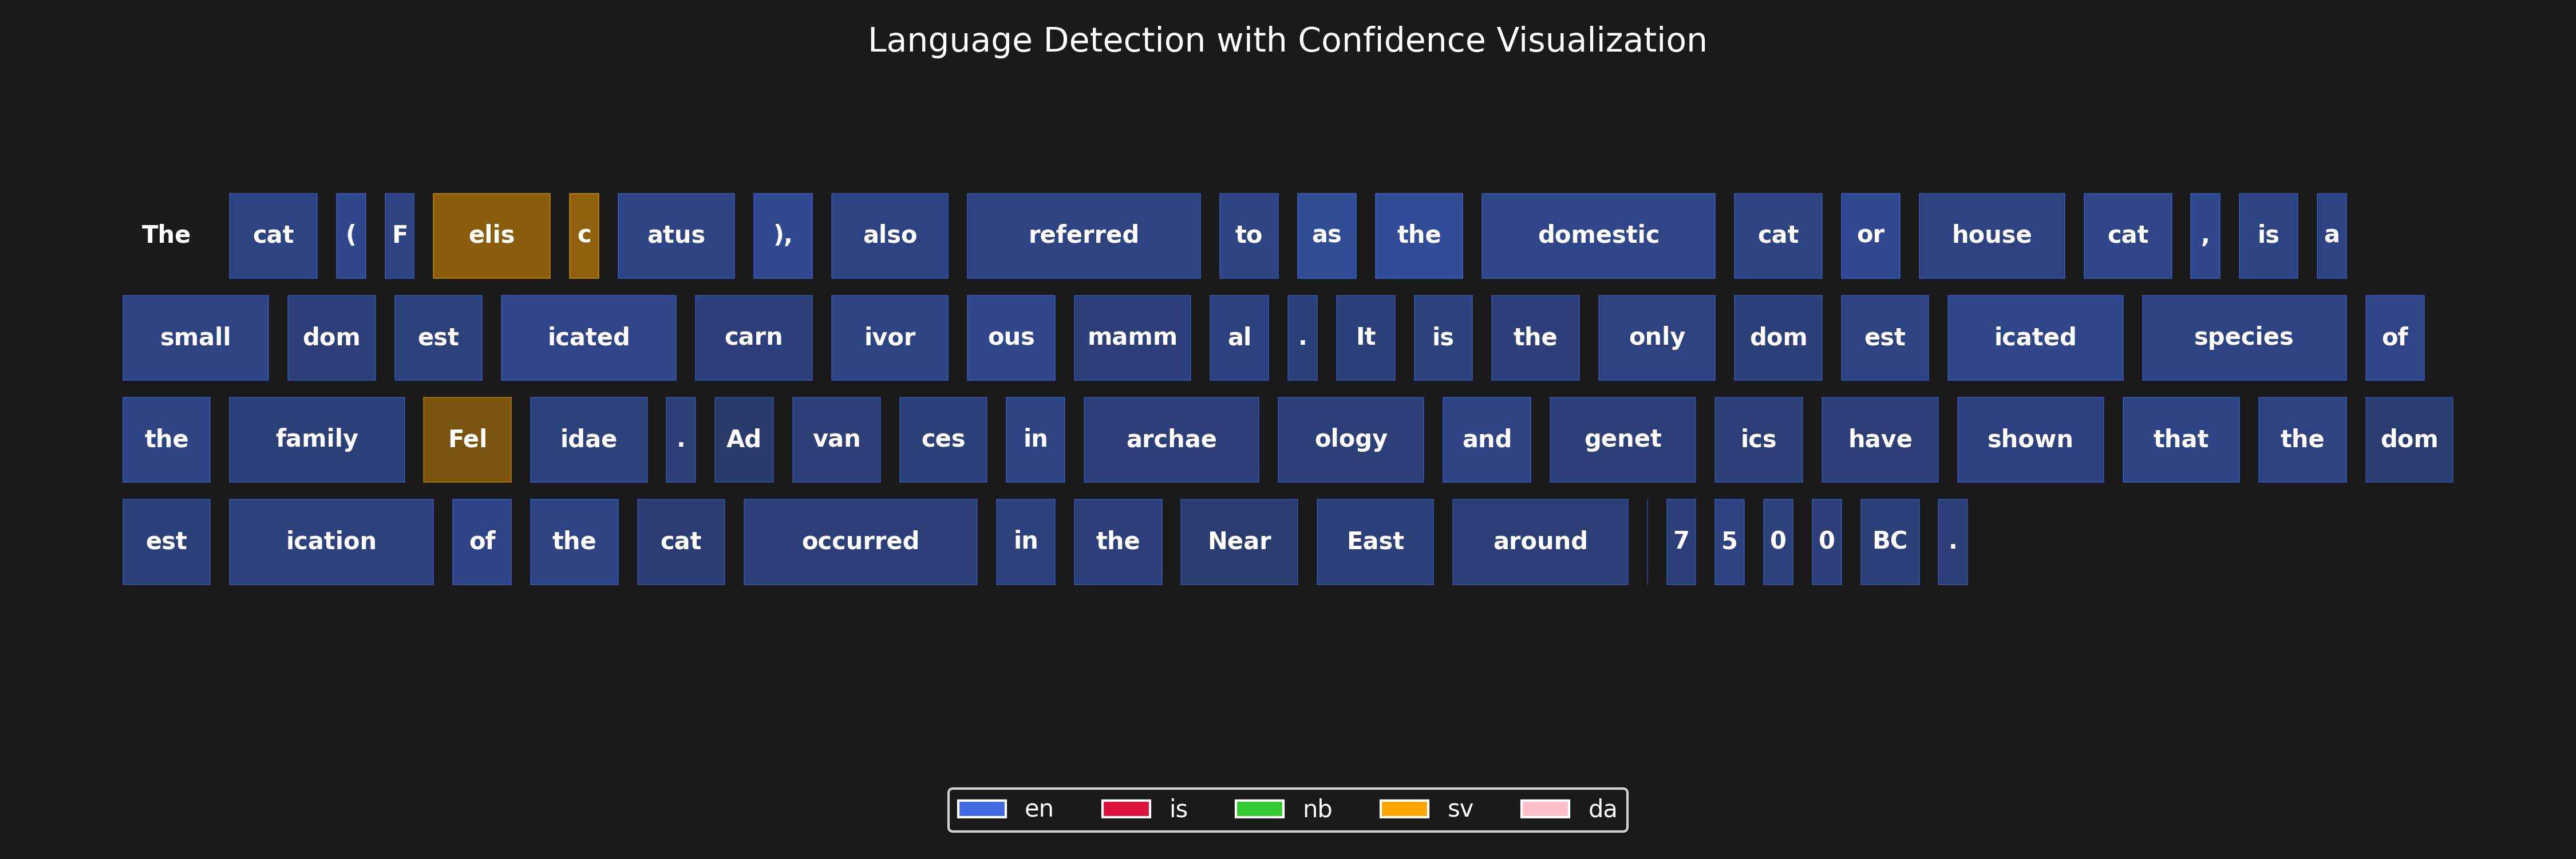 Language Detection with Confidence Visualization
The cat ( F elis c atus ), also referred to as the domestic cat or house cat , is a
small dom est icated carn ivor ous mamm al . It is the only dom est icated species of
the family Fel idae . Ad van ces in archae ology and genet ics have shown that the dom
est ication of the cat occurred in the Near East around 7 5 0 0 BC .
en is nb sv da